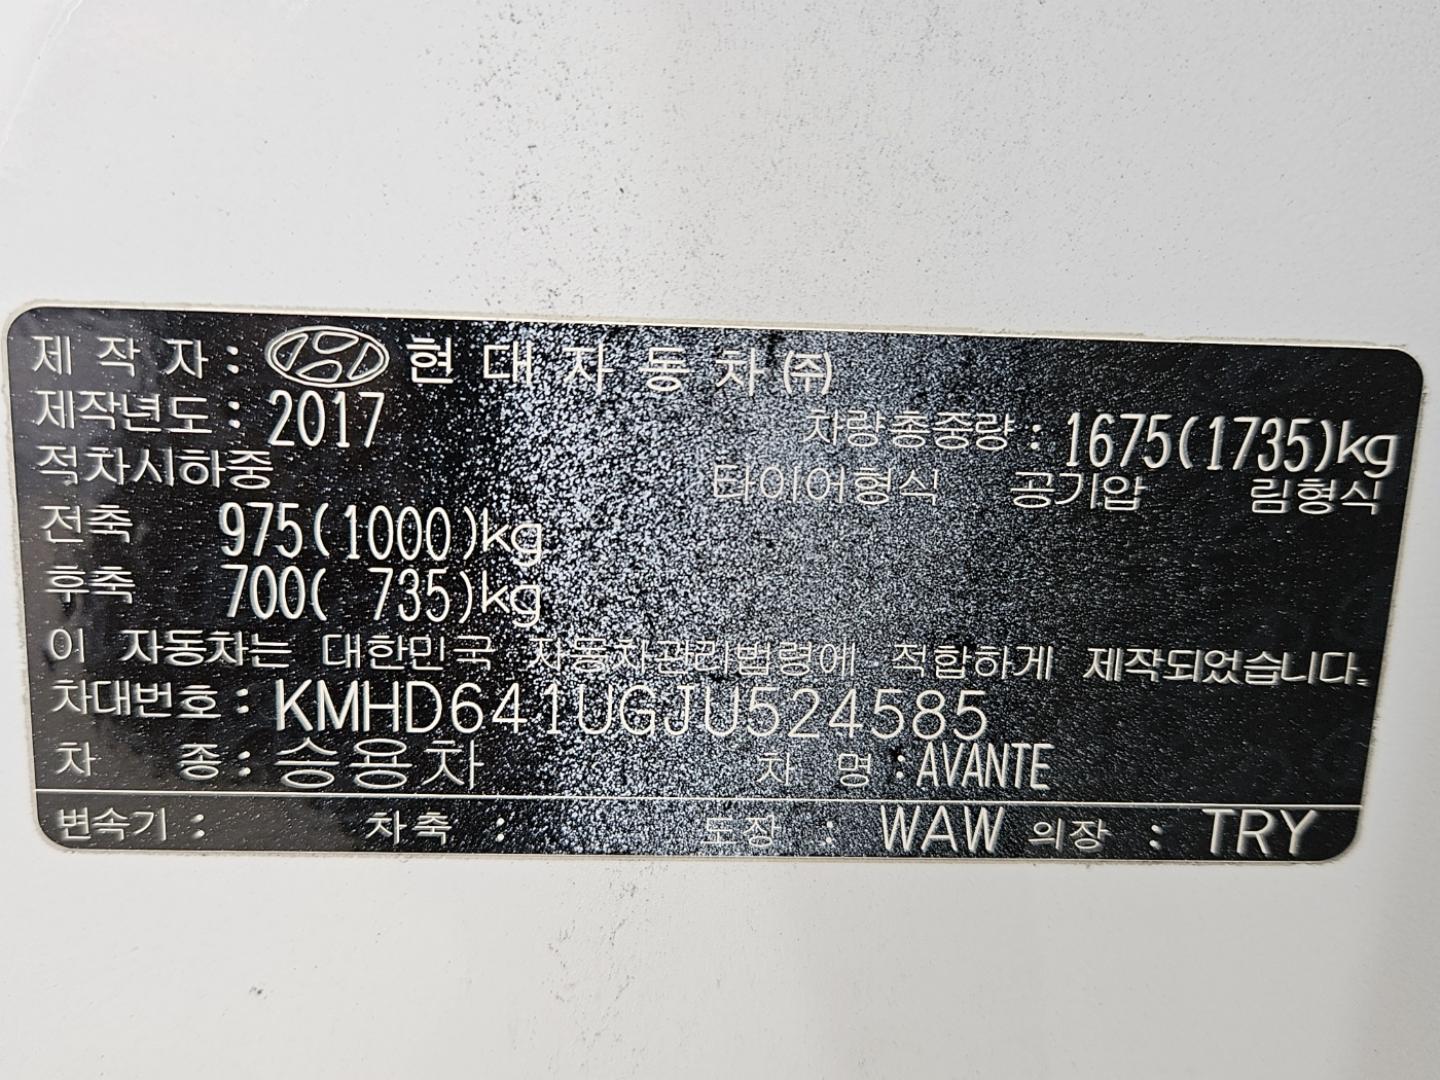 제 작 자 : 현 대 자 동 차 (주)
제작년도 : 2017 차량총중량 : 1675(1735)kg
적차시하중 타이어형식 공기압 림형식
전축 975(1000)kg
후축 700( 735)kg
이 자동차는 대한민국 자동차관리법령에 적합하게 제작되었습니다.
차대번호 : KMHD641UGJU524585
차 종 : 승용차 차 명 : AVANTE
변속기 : 차축 : 도장 : WAW 의장 : TRY